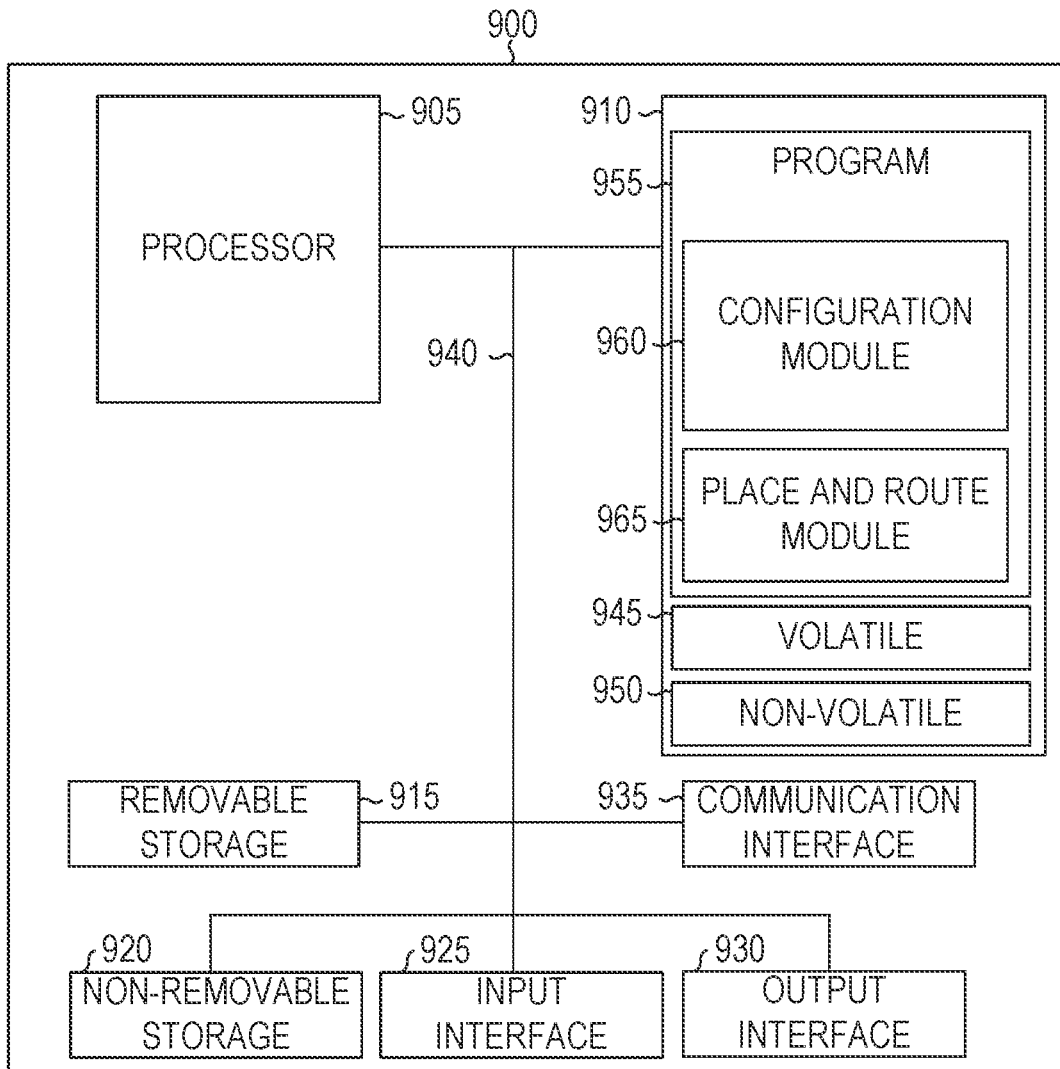 900
PROCESSOR
905
910
955
PROGRAM
960
CONFIGURATION
MODULE
940
965
PLACE AND ROUTE
MODULE
945
VOLATILE
950
NON-VOLATILE
REMOVABLE
STORAGE
915
935
COMMUNICATION
INTERFACE
920
NON-REMOVABLE
STORAGE
925
INPUT
INTERFACE
930
OUTPUT
INTERFACE